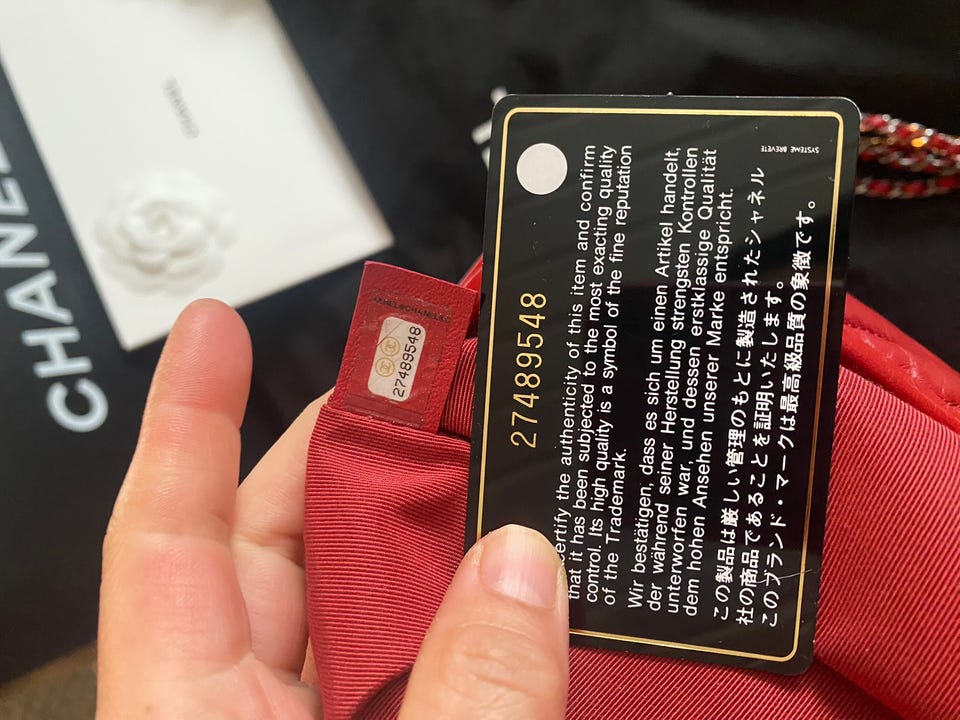 CHANEL
CHANEL
27489548
27489548
SYSTEME BREVETE
certify the authenticity of this item and confirm
that it has been subjected to the most exacting quality
control. Its high quality is a symbol of the fine reputation
of the Trademark.
Wir bestätigen, dass es sich um einen Artikel handelt,
der während seiner Herstellung strengsten Kontrollen
unterworfen war, und dessen erstklassige Qualität
dem hohen Ansehen unserer Marke entspricht.
この製品は厳しい管理のもとに製造されたシャネル
社の商品であることを証明いたします。
このブランド・マークは最高級品質の象徴です。